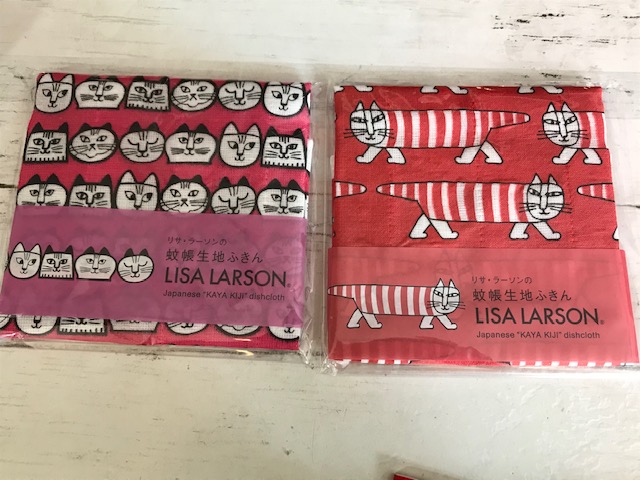 リサ・ラーソンの
蚊帳生地ふきん
LISA LARSON®
Japanese "KAYA KIJI" dishcloth
リサ・ラーソンの
蚊帳生地ふきん
LISA LARSON®
Japanese "KAYA KIJI" dishcloth